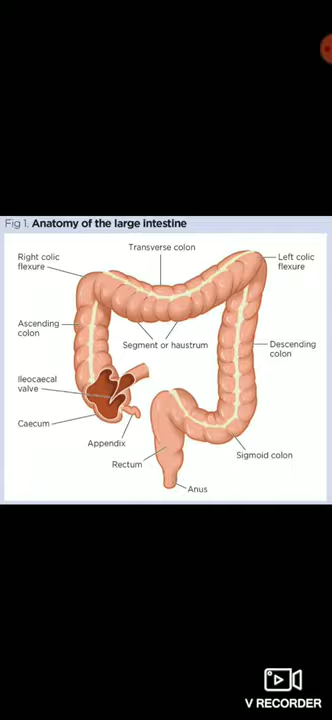 Fig 1. Anatomy of the large intestine
Transverse colon
Right colic
flexure
Left colic
flexure
Ascending
colon
Segment or haustrum
Descending
colon
Ileocaecal
valve
Caecum
Appendix
Rectum
Sigmoid colon
Anus
V RECORDER